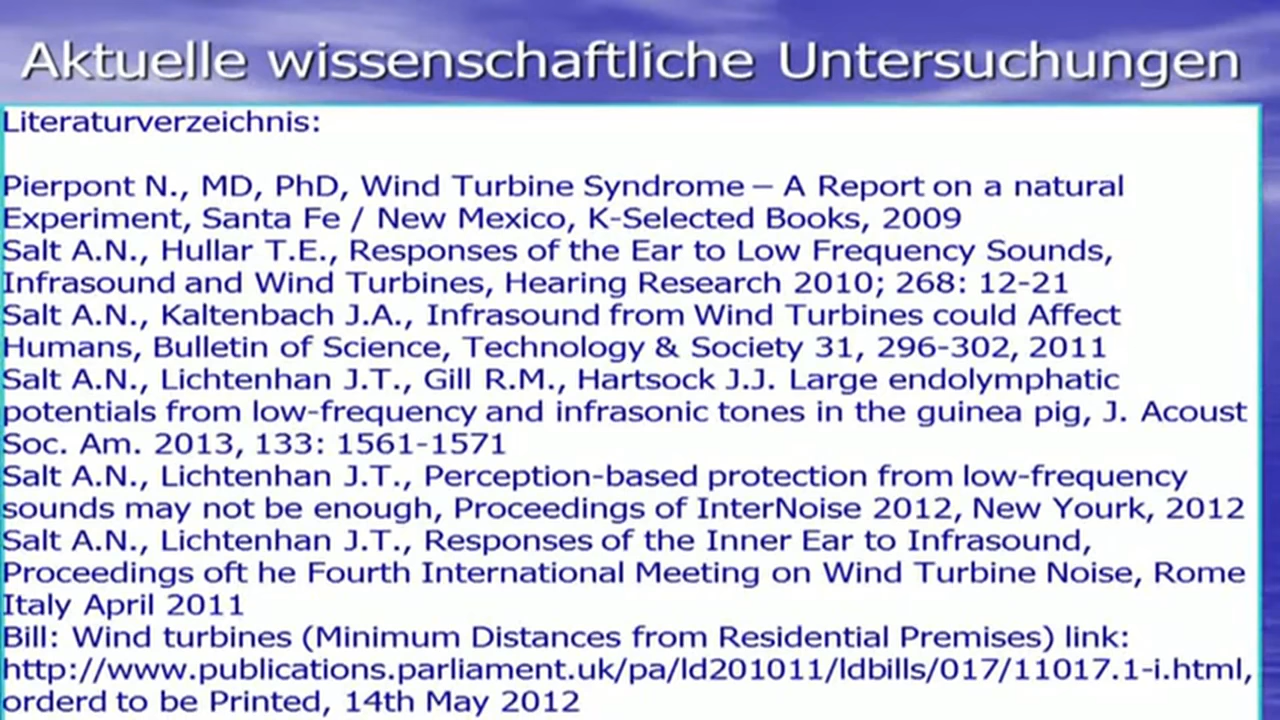 Aktuelle wissenschaftliche Untersuchungen
Literaturverzeichnis:
Pierpont N., MD, PhD, Wind Turbine Syndrome – A Report on a natural
Experiment, Santa Fe / New Mexico, K-Selected Books, 2009
Salt A.N., Hullar T.E., Responses of the Ear to Low Frequency Sounds,
Infrasound and Wind Turbines, Hearing Research 2010; 268: 12-21
Salt A.N., Kaltenbach J.A., Infrasound from Wind Turbines could Affect
Humans, Bulletin of Science, Technology & Society 31, 296-302, 2011
Salt A.N., Lichtenhan J.T., Gill R.M., Hartsock J.J. Large endolymphatic
potentials from low-frequency and infrasonic tones in the guinea pig, J. Acoust
Soc. Am. 2013, 133: 1561-1571
Salt A.N., Lichtenhan J.T., Perception-based protection from low-frequency
sounds may not be enough, Proceedings of InterNoise 2012, New Yourk, 2012
Salt A.N., Lichtenhan J.T., Responses of the Inner Ear to Infrasound,
Proceedings oft he Fourth International Meeting on Wind Turbine Noise, Rome
Italy April 2011
Bill: Wind turbines (Minimum Distances from Residential Premises) link:
http://www.publications.parliament.uk/pa/ld201011/ldbills/017/11017.1-i.html,
orderd to be Printed, 14th May 2012